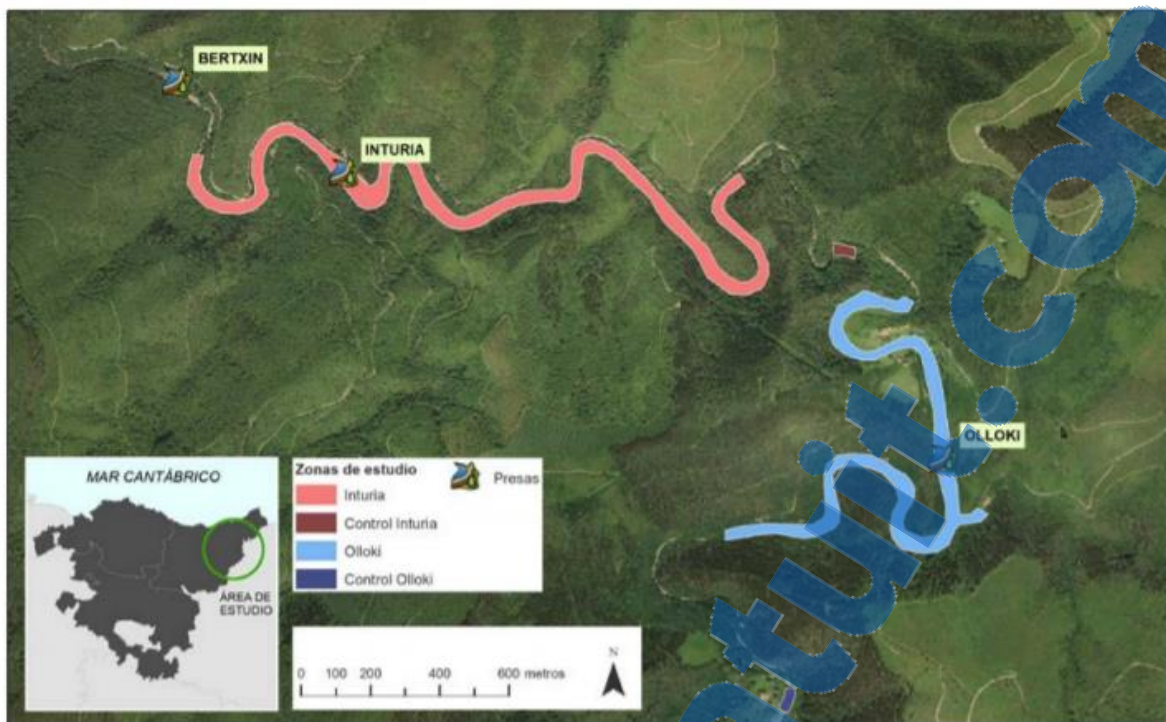 BERTXIN
INTURIA
OLLOKI
MAR CANTÁBRICO
ÁREA DE
ESTUDIO
Zonas de estudio
Inturia
Control Inturia
Olloki
Control Olloki
Presas
0 100 200 400 600 metros
N